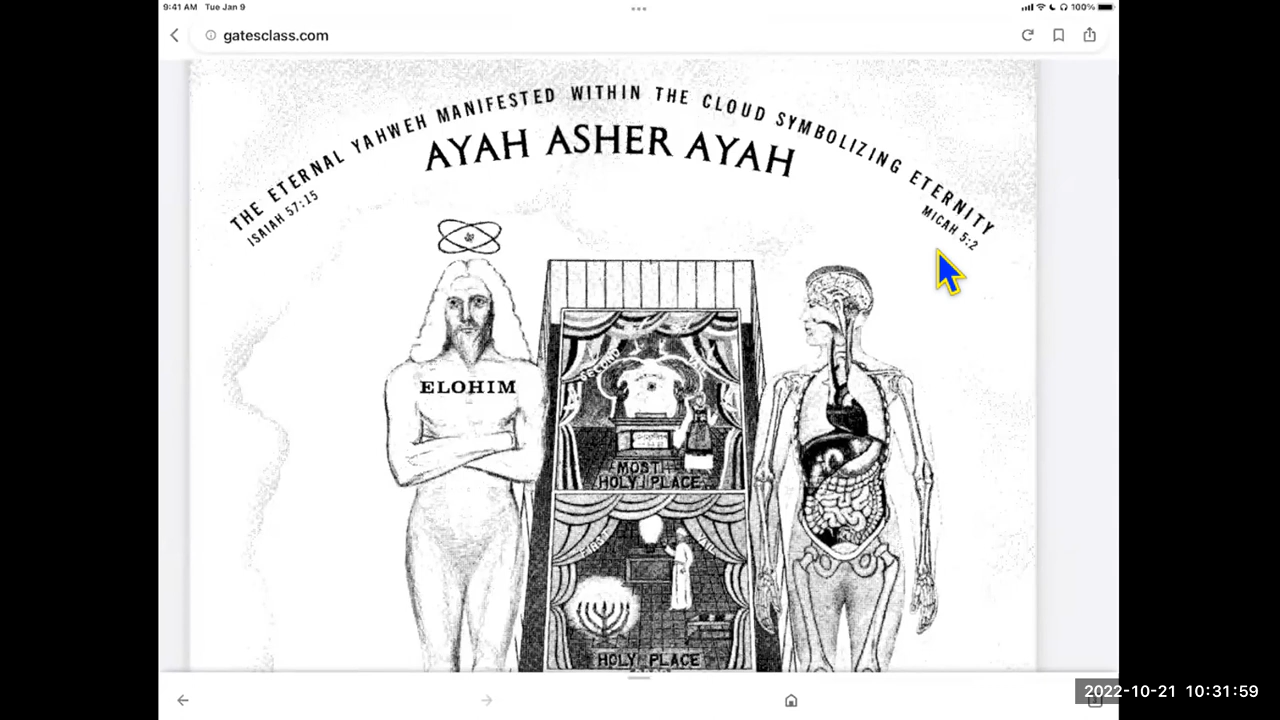 9:41 AM Tue Jan 9
100%
gatesclass.com
THE ETERNAL YAHWEH MANIFESTED WITHIN THE CLOUD SYMBOLIZING ETERNITY
ISAIAH 57:15
MICAH 5:2
AYAH ASHER AYAH
ELOHIM
SECOND
MOST
HOLY PLACE
FIRST VAIL
HOLY PLACE
2022-10-21 10:31:59